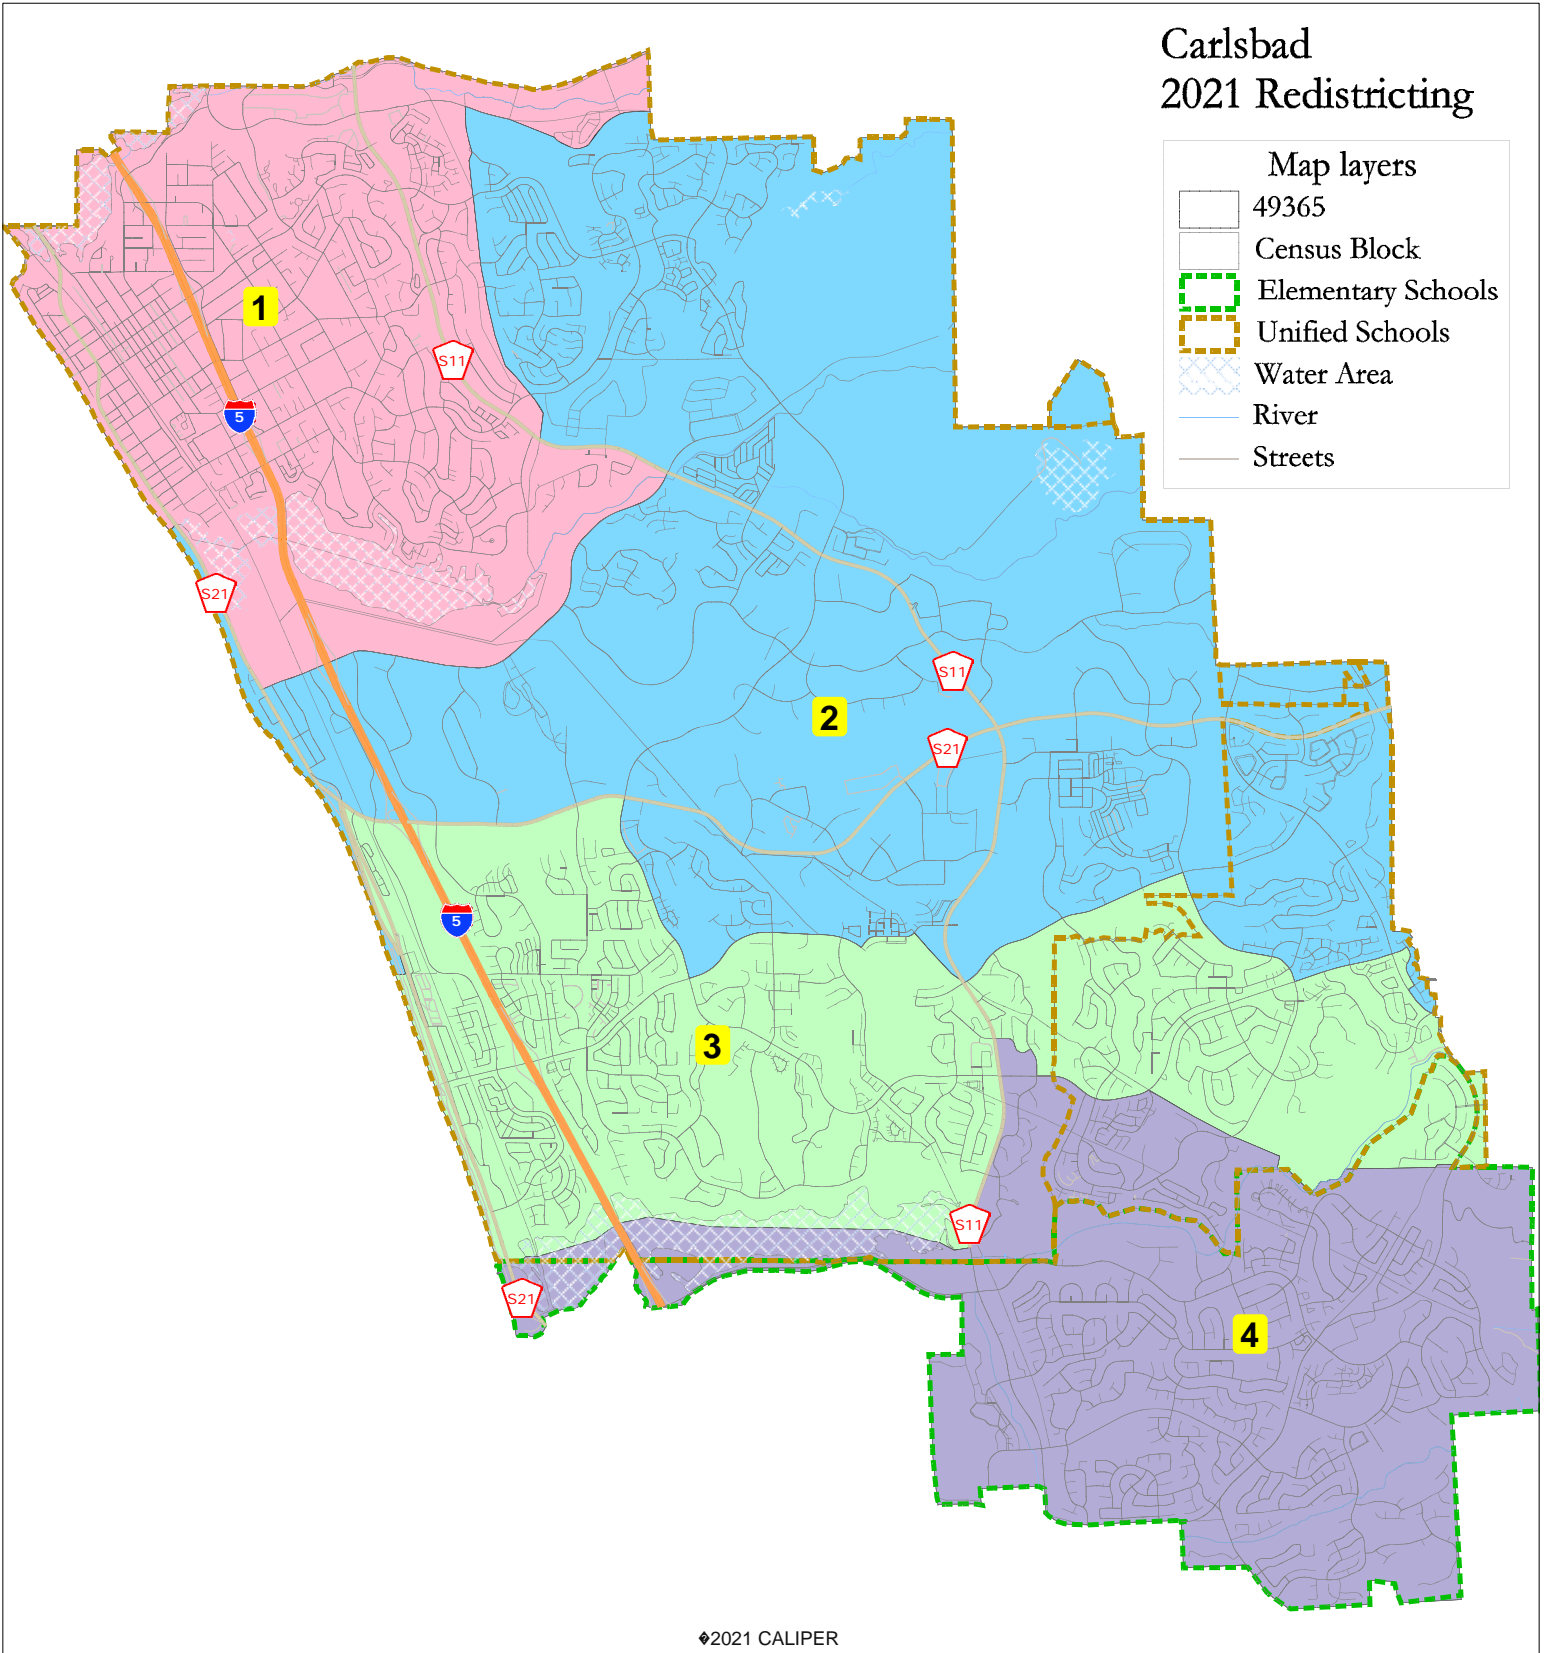 Carlsbad
2021 Redistricting
Map layers
49365
Census Block
Elementary Schools
Unified Schools
Water Area
River
Streets
1
S11
5
S21
S11
2
S21
5
3
S11
S21
4
�2021 CALIPER